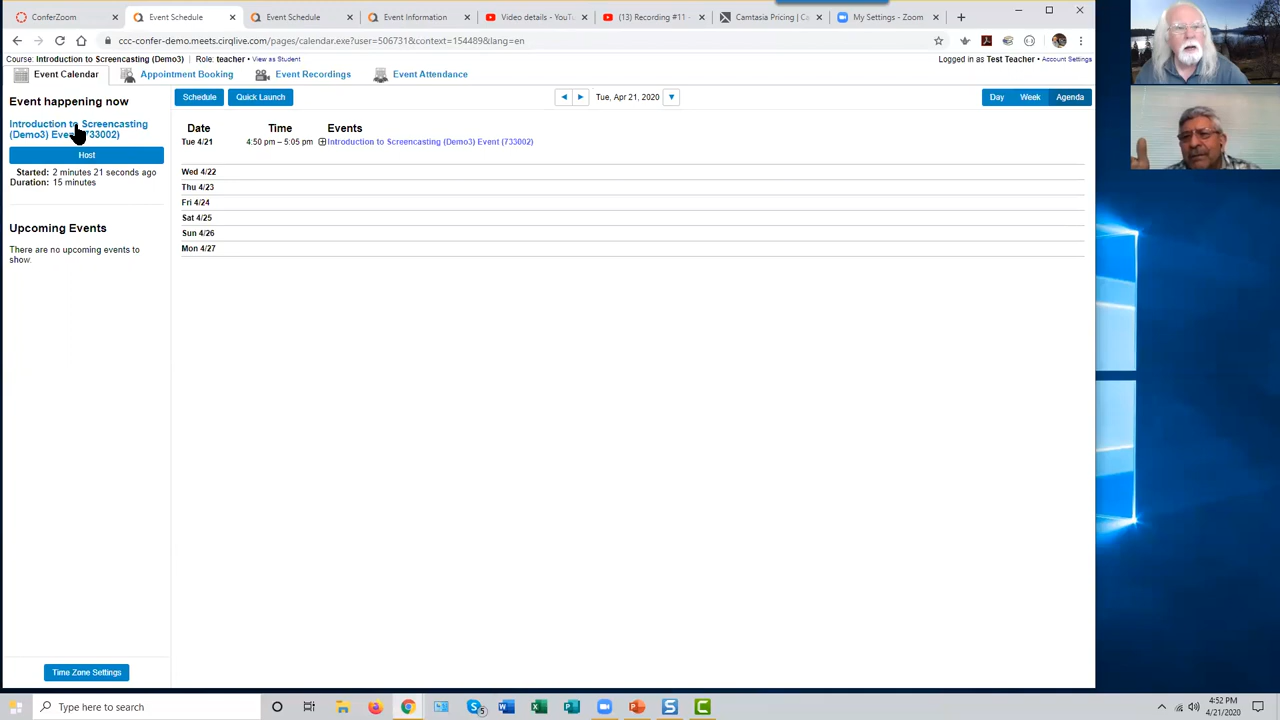 ConferZoom
Event Schedule
Event Schedule
Event Information
Video details - YouT
(13) Recording #11 -
Camtasia Pricing | Ca
My Settings - Zoom
ccc-confer-demo.meets.cirqlive.com/pages/calendar.exe?user=506731&context=154489&lang=en
Course: Introduction to Screencasting (Demo3) | Role: teacher | View as Student
Logged in as Test Teacher | Account Settings
Event Calendar
Appointment Booking
Event Recordings
Event Attendance
Event happening now
Introduction to Screencasting
(Demo3) Event (733002)
Host
Started: 2 minutes 21 seconds ago
Duration: 15 minutes
Upcoming Events
There are no upcoming events to
show.
Time Zone Settings
Schedule
Quick Launch
Tue, Apr 21, 2020
Day
Week
Agenda
Date Time Events
Tue 4/21 4:50 pm – 5:05 pm Introduction to Screencasting (Demo3) Event (733002)
Wed 4/22
Thu 4/23
Fri 4/24
Sat 4/25
Sun 4/26
Mon 4/27
Type here to search
5
4:52 PM
4/21/2020